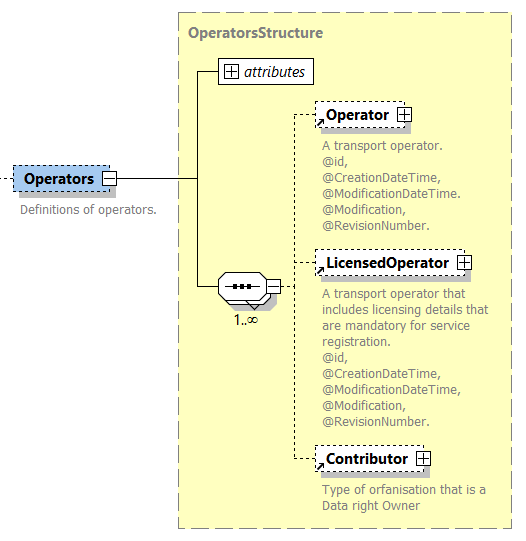 OperatorsStructure
attributes
Operator
A transport operator.
@id,
@CreationDateTime,
@ModificationDateTime.
@Modification,
@RevisionNumber.
Operators
Definitions of operators.
LicensedOperator
A transport operator that
includes licensing details that
are mandatory for service
registration.
@id,
@CreationDateTime,
@ModificationDateTime,
@Modification,
@RevisionNumber.
1..∞
Contributor
Type of orfanisation that is a
Data right Owner